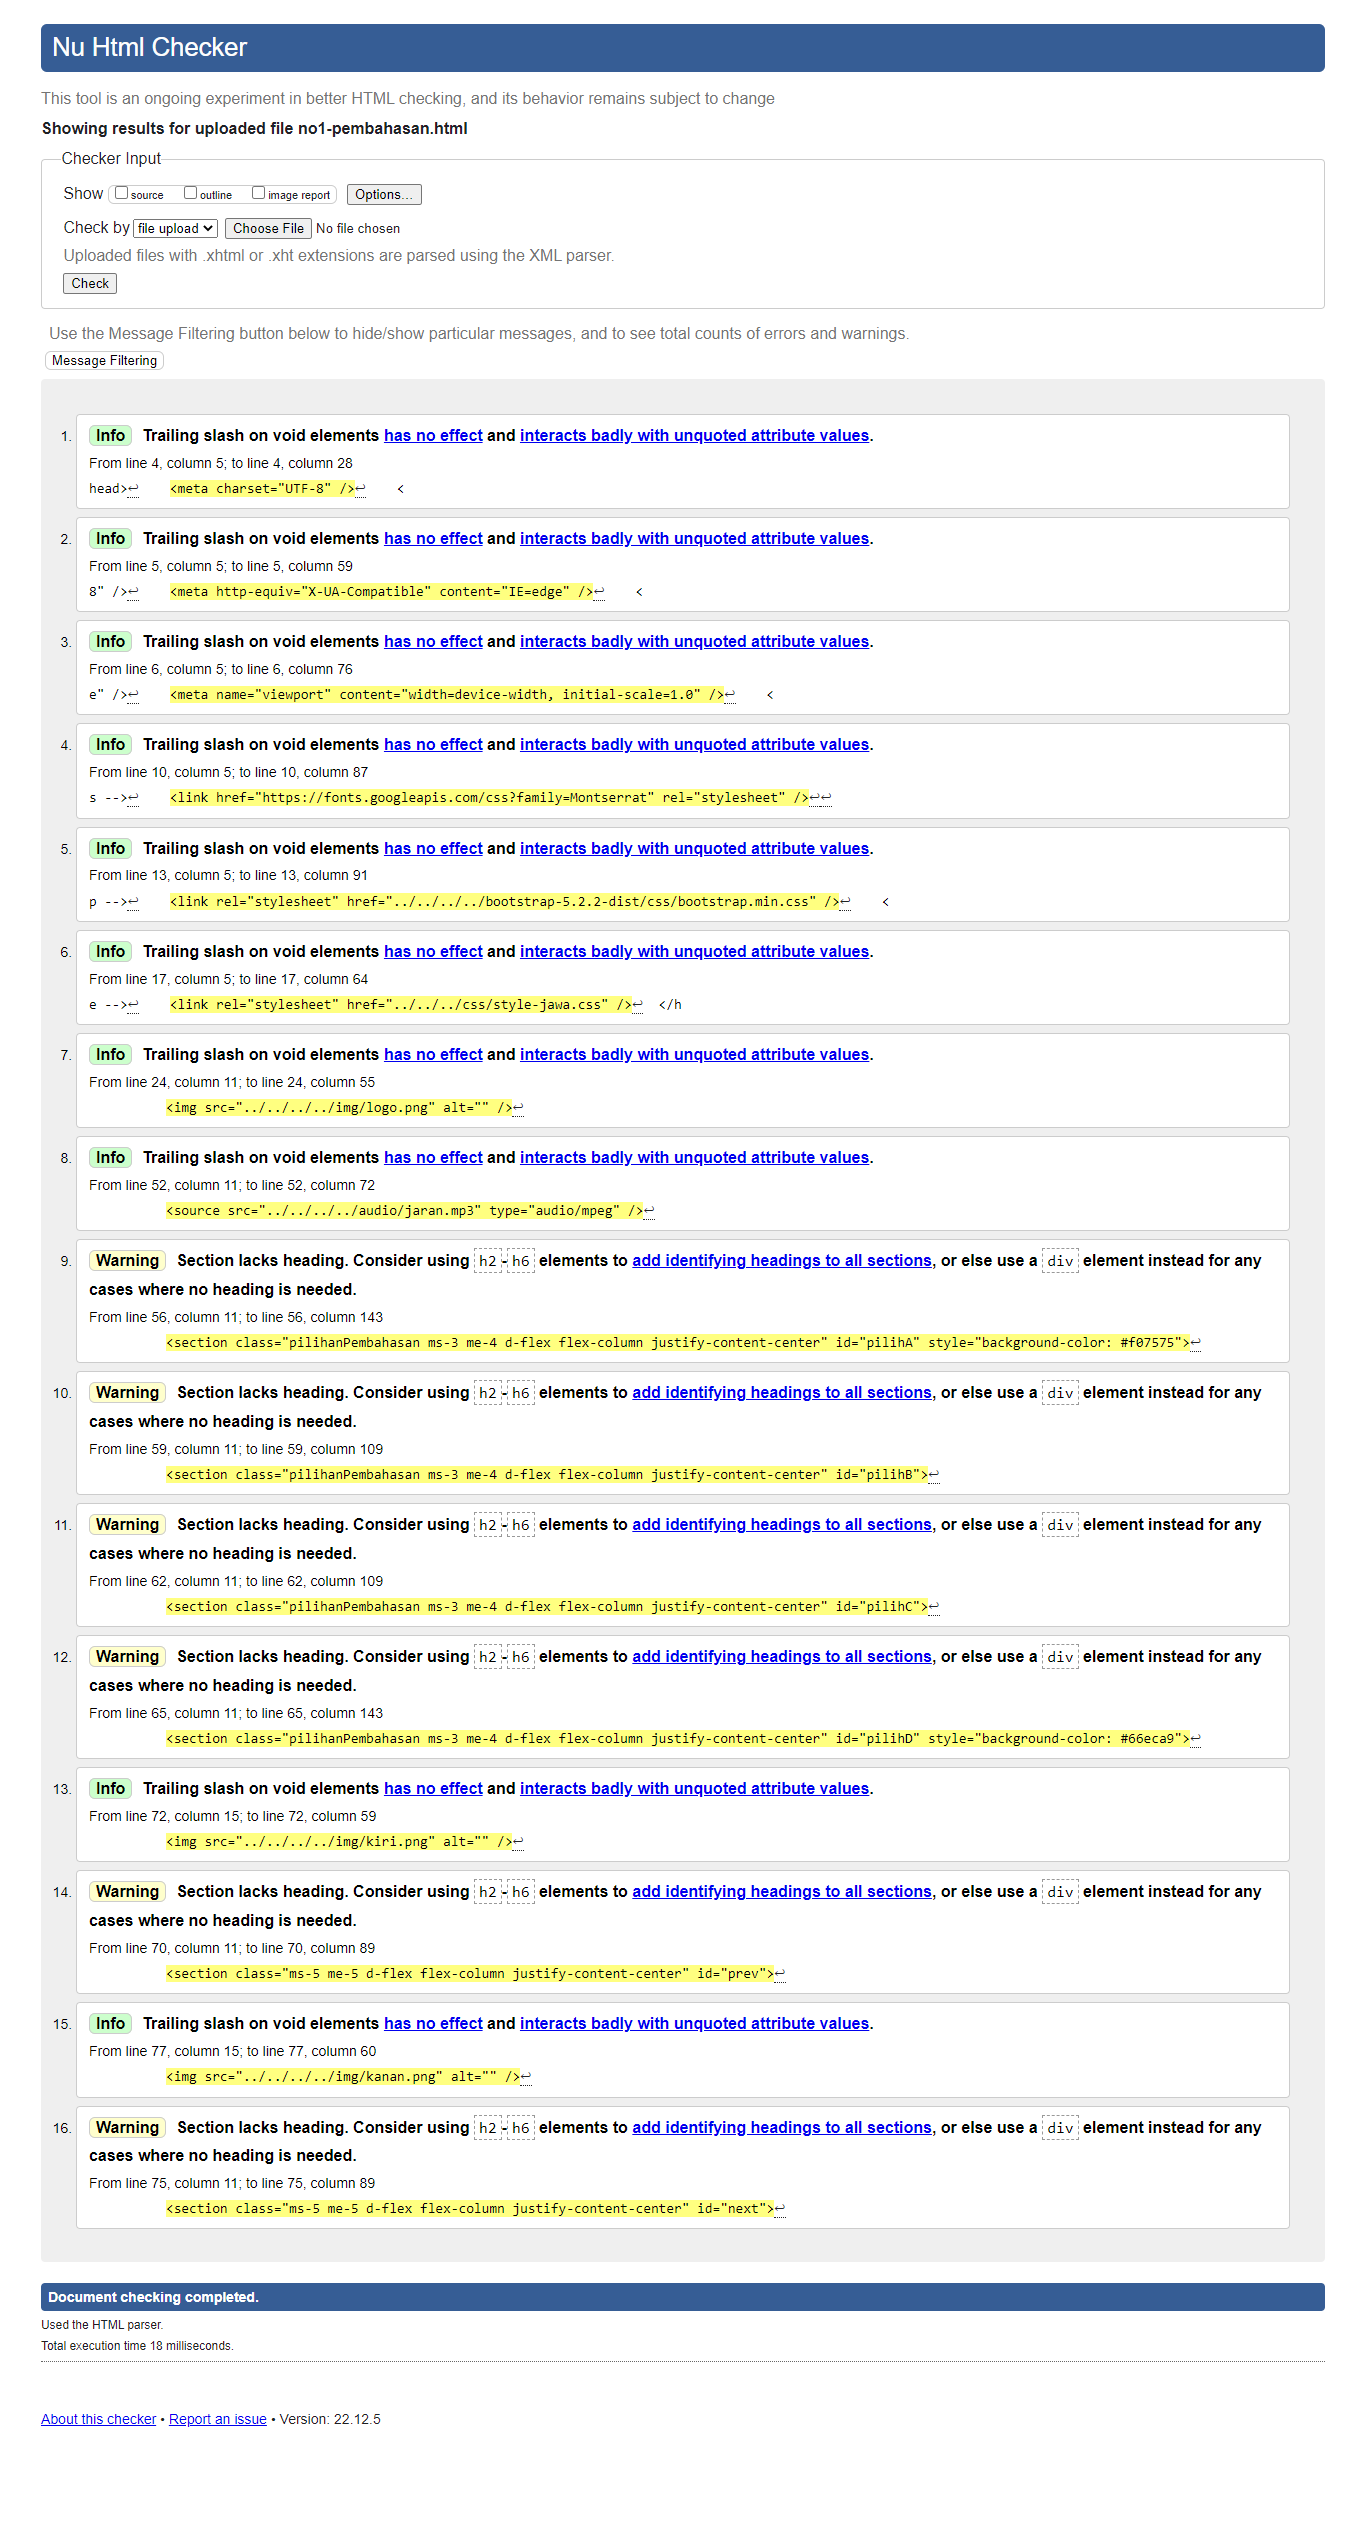 Nu Html Checker
This tool is an ongoing experiment in better HTML checking, and its behavior remains subject to change
Showing results for uploaded file no1-pembahasan.html
Checker Input
Show source outline image report Options...
Check by file upload Choose File No file chosen
Uploaded files with .xhtml or .xht extensions are parsed using the XML parser.
Check
Use the Message Filtering button below to hide/show particular messages, and to see total counts of errors and warnings.
Message Filtering
1. Info Trailing slash on void elements has no effect and interacts badly with unquoted attribute values.
From line 4, column 5; to line 4, column 28
head>↩ <meta charset="UTF-8" />↩ <
2. Info Trailing slash on void elements has no effect and interacts badly with unquoted attribute values.
From line 5, column 5; to line 5, column 59
8" />↩ <meta http-equiv="X-UA-Compatible" content="IE=edge" />↩ <
3. Info Trailing slash on void elements has no effect and interacts badly with unquoted attribute values.
From line 6, column 5; to line 6, column 76
e" />↩ <meta name="viewport" content="width=device-width, initial-scale=1.0" />↩ <
4. Info Trailing slash on void elements has no effect and interacts badly with unquoted attribute values.
From line 10, column 5; to line 10, column 87
s -->↩ <link href="https://fonts.googleapis.com/css?family=Montserrat" rel="stylesheet" />↩↩
5. Info Trailing slash on void elements has no effect and interacts badly with unquoted attribute values.
From line 13, column 5; to line 13, column 91
p -->↩ <link rel="stylesheet" href="../../../../bootstrap-5.2.2-dist/css/bootstrap.min.css" />↩ <
6. Info Trailing slash on void elements has no effect and interacts badly with unquoted attribute values.
From line 17, column 5; to line 17, column 64
e -->↩ <link rel="stylesheet" href="../../../css/style-jawa.css" />↩ </h
7. Info Trailing slash on void elements has no effect and interacts badly with unquoted attribute values.
From line 24, column 11; to line 24, column 55
<img src="../../../../img/logo.png" alt="" />↩
8. Info Trailing slash on void elements has no effect and interacts badly with unquoted attribute values.
From line 52, column 11; to line 52, column 72
<source src="../../../../audio/jaran.mp3" type="audio/mpeg" />↩
9. Warning Section lacks heading. Consider using h2-h6 elements to add identifying headings to all sections, or else use a div element instead for any
cases where no heading is needed.
From line 56, column 11; to line 56, column 143
<section class="pilihanPembahasan ms-3 me-4 d-flex flex-column justify-content-center" id="pilihA" style="background-color: #f07575">↩
10. Warning Section lacks heading. Consider using h2-h6 elements to add identifying headings to all sections, or else use a div element instead for any
cases where no heading is needed.
From line 59, column 11; to line 59, column 109
<section class="pilihanPembahasan ms-3 me-4 d-flex flex-column justify-content-center" id="pilihB">↩
11. Warning Section lacks heading. Consider using h2-h6 elements to add identifying headings to all sections, or else use a div element instead for any
cases where no heading is needed.
From line 62, column 11; to line 62, column 109
<section class="pilihanPembahasan ms-3 me-4 d-flex flex-column justify-content-center" id="pilihC">↩
12. Warning Section lacks heading. Consider using h2-h6 elements to add identifying headings to all sections, or else use a div element instead for any
cases where no heading is needed.
From line 65, column 11; to line 65, column 143
<section class="pilihanPembahasan ms-3 me-4 d-flex flex-column justify-content-center" id="pilihD" style="background-color: #66eca9">↩
13. Info Trailing slash on void elements has no effect and interacts badly with unquoted attribute values.
From line 72, column 15; to line 72, column 59
<img src="../../../../img/kiri.png" alt="" />↩
14. Warning Section lacks heading. Consider using h2-h6 elements to add identifying headings to all sections, or else use a div element instead for any
cases where no heading is needed.
From line 70, column 11; to line 70, column 89
<section class="ms-5 me-5 d-flex flex-column justify-content-center" id="prev">↩
15. Info Trailing slash on void elements has no effect and interacts badly with unquoted attribute values.
From line 77, column 15; to line 77, column 60
<img src="../../../../img/kanan.png" alt="" />↩
16. Warning Section lacks heading. Consider using h2-h6 elements to add identifying headings to all sections, or else use a div element instead for any
cases where no heading is needed.
From line 75, column 11; to line 75, column 89
<section class="ms-5 me-5 d-flex flex-column justify-content-center" id="next">↩
Document checking completed.
Used the HTML parser.
Total execution time 18 milliseconds.
About this checker • Report an issue • Version: 22.12.5